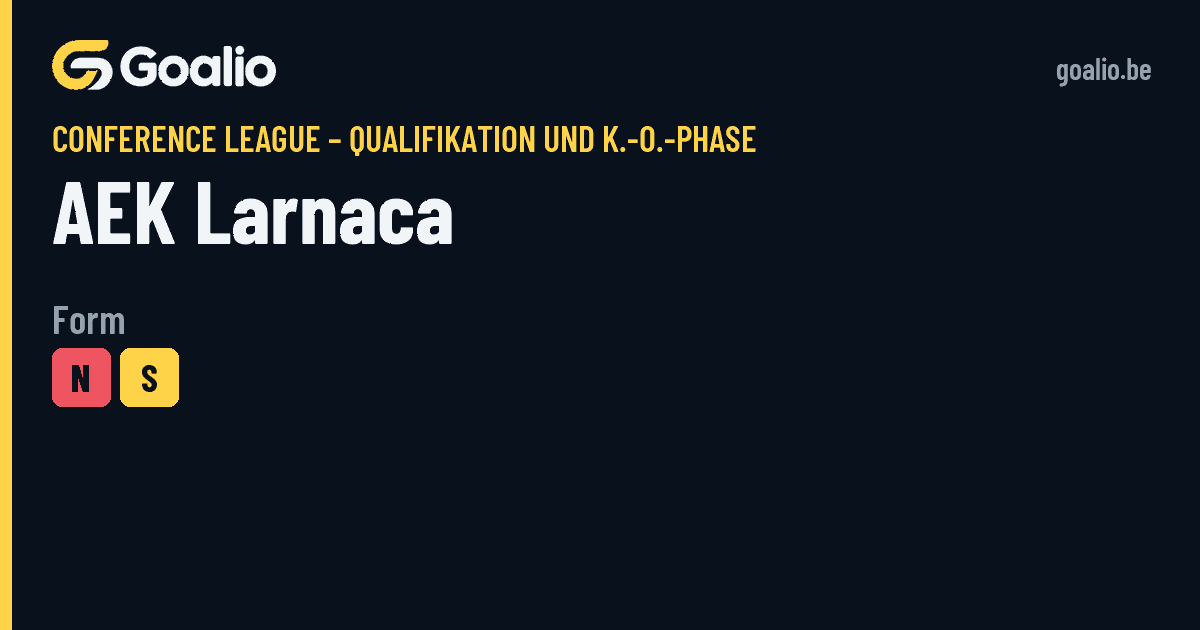 Goalio
goalio.be
CONFERENCE LEAGUE – QUALIFIKATION UND K.-O.-PHASE
AEK Larnaca
Form
N S